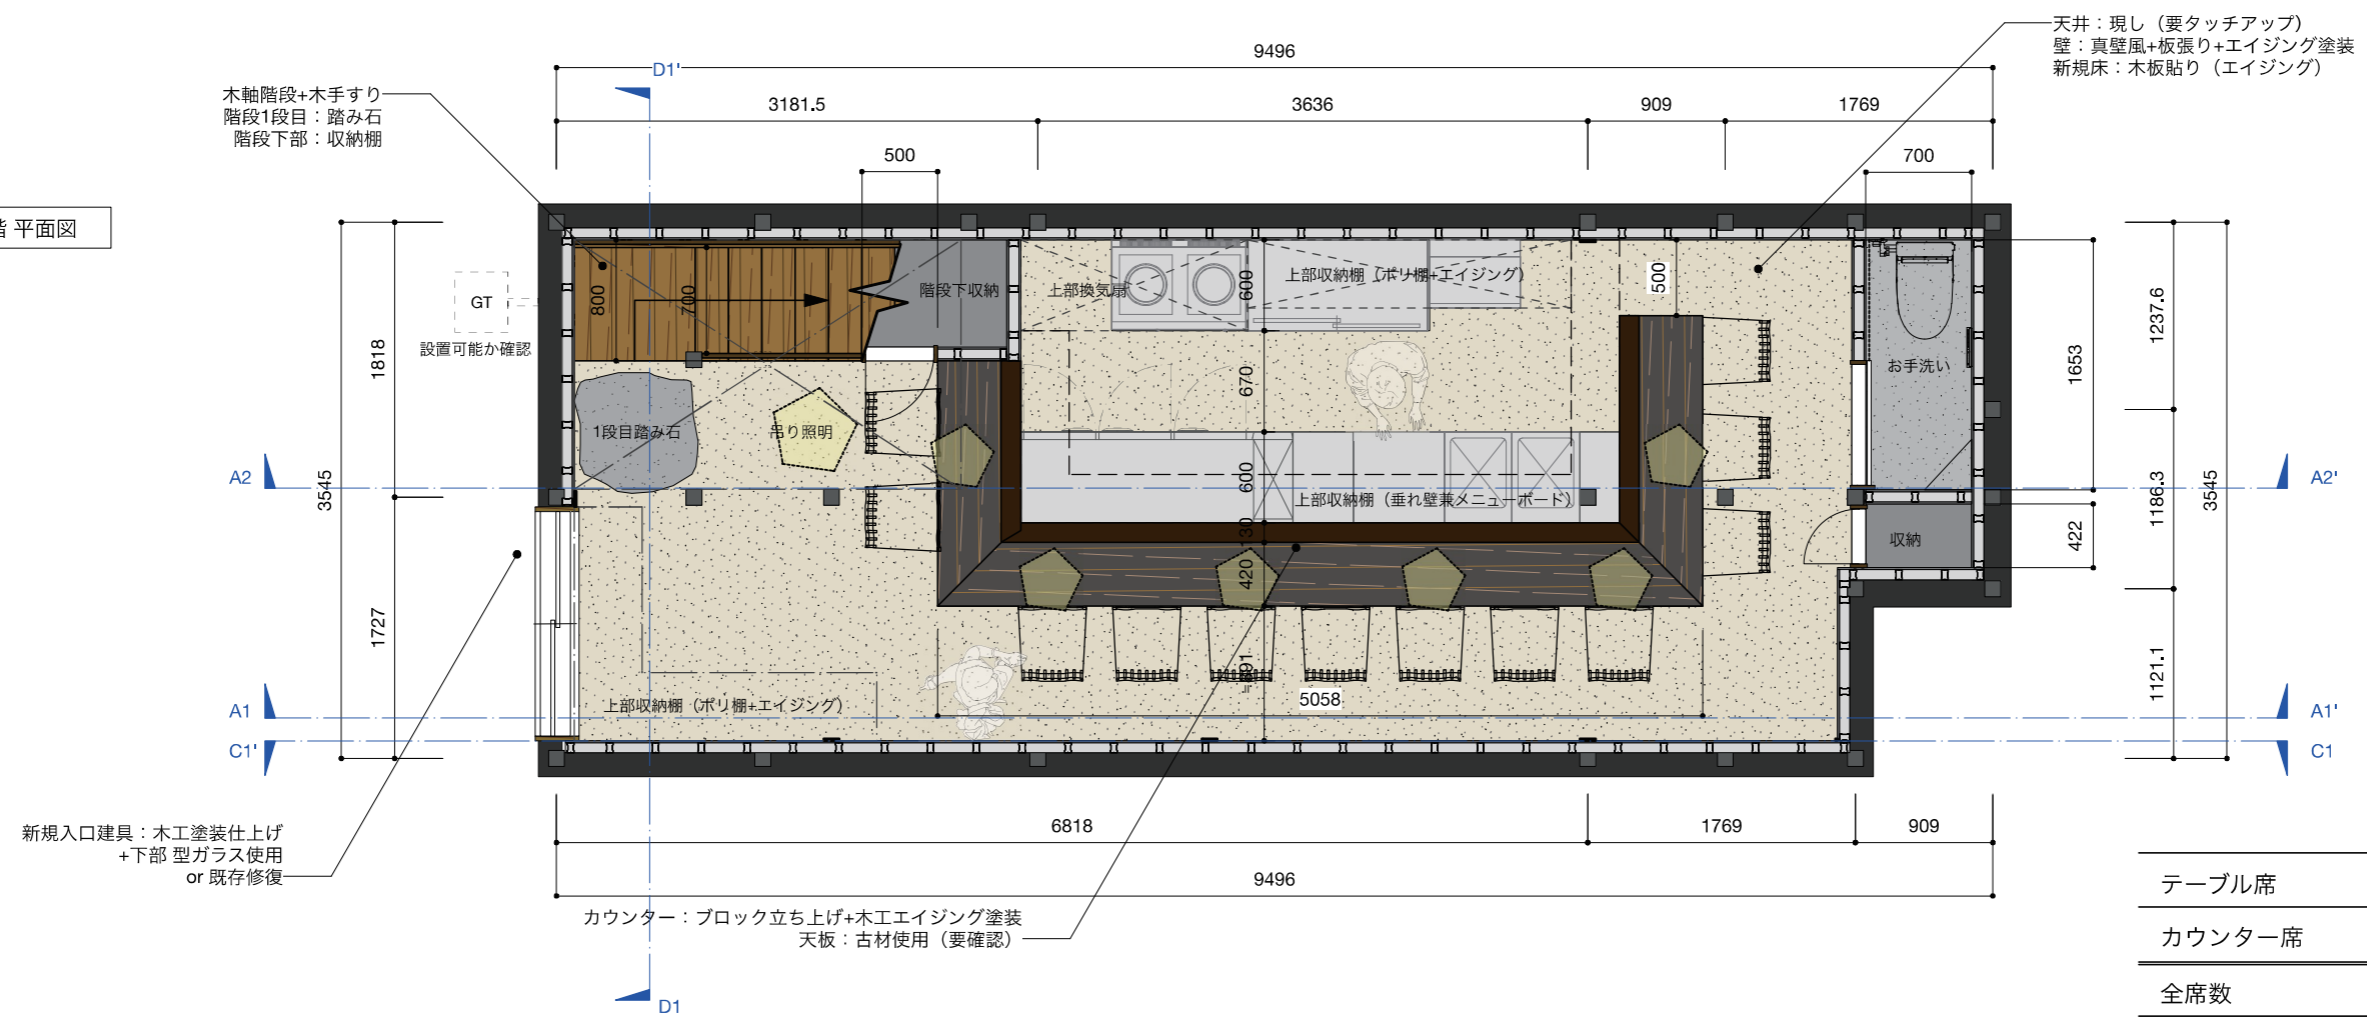 天井：現し（要タッチアップ）
壁：真壁風+板張り+エイジング塗装
新規床：木板貼り（エイジング）
9496
D1'
木軸階段+木手すり
階段1段目：踏み石
階段下部：収納棚
3181.5
3636
909
1769
500
700
階 平面図
GT
設置可能か確認
800
700
階段下収納
上部換気扇
600
上部収納棚（ポリ棚+エイジング）
500
1818
3545
1727
1段目踏み石
吊り照明
670
600
上部収納棚（垂れ壁兼メニューボード）
130
420
お手洗い
収納
1653
422
1237.6
1186.3
1121.1
3545
A2
A2'
A1
A1'
C1'
C1
上部収納棚（ポリ棚+エイジング）
5058
新規入口建具：木工塗装仕上げ
+下部 型ガラス使用
or 既存修復
6818
1769
909
9496
カウンター：ブロック立ち上げ+木工エイジング塗装
天板：古材使用（要確認）
D1
テーブル席
カウンター席
全席数